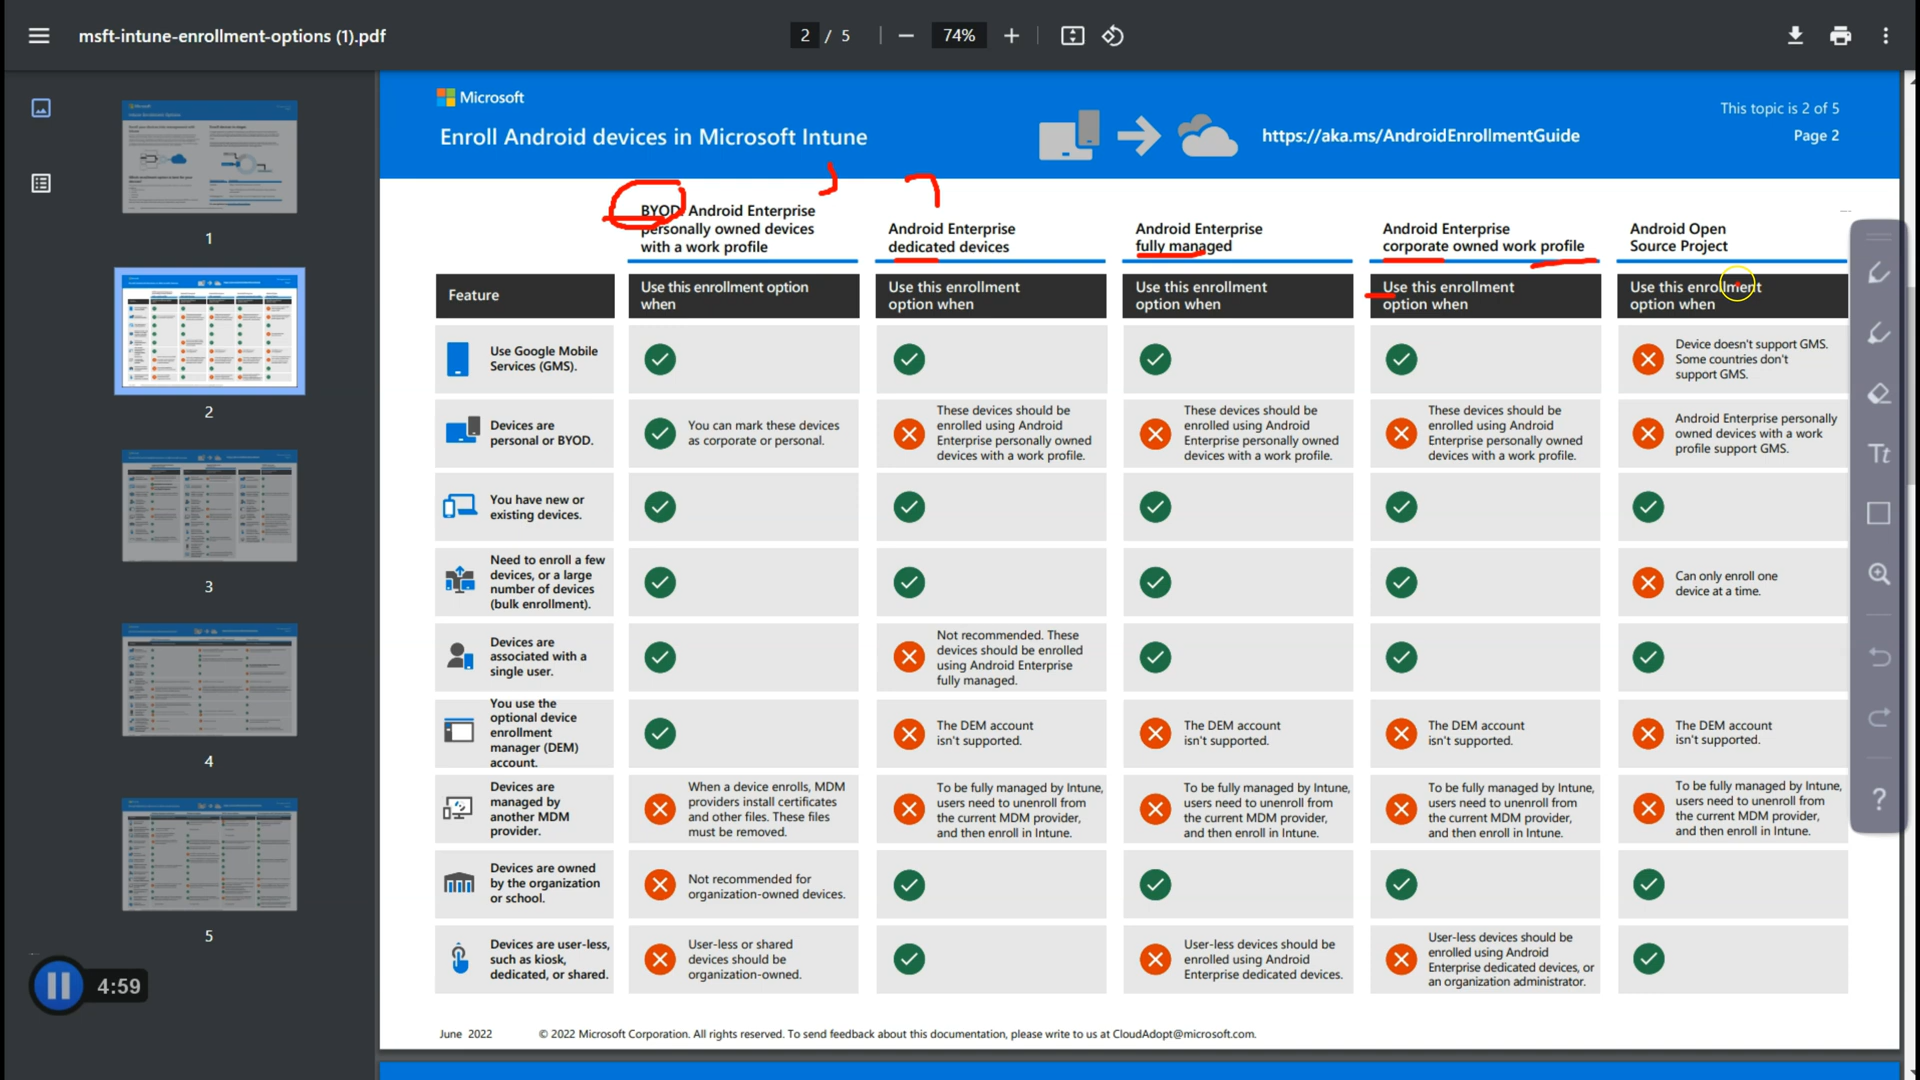 msft-intune-enrollment-options (1).pdf
2 / 5
74%
1
2
3
4
5
4:59
Microsoft
Enroll Android devices in Microsoft Intune
https://aka.ms/AndroidEnrollmentGuide
This topic is 2 of 5
Page 2
BYOD: Android Enterprise
personally owned devices
with a work profile
Android Enterprise
dedicated devices
Android Enterprise
fully managed
Android Enterprise
corporate owned work profile
Android Open
Source Project
Feature
Use this enrollment option
when
Use this enrollment
option when
Use this enrollment
option when
Use this enrollment
option when
Use this enrollment
option when
Use Google Mobile
Services (GMS).
Device doesn't support GMS.
Some countries don't
support GMS.
Devices are
personal or BYOD.
You can mark these devices
as corporate or personal.
These devices should be
enrolled using Android
Enterprise personally owned
devices with a work profile.
These devices should be
enrolled using Android
Enterprise personally owned
devices with a work profile.
These devices should be
enrolled using Android
Enterprise personally owned
devices with a work profile.
Android Enterprise personally
owned devices with a work
profile support GMS.
You have new or
existing devices.
Need to enroll a few
devices, or a large
number of devices
(bulk enrollment).
Can only enroll one
device at a time.
Devices are
associated with a
single user.
Not recommended. These
devices should be enrolled
using Android Enterprise
fully managed.
You use the
optional device
enrollment
manager (DEM)
account.
The DEM account
isn't supported.
The DEM account
isn't supported.
The DEM account
isn't supported.
The DEM account
isn't supported.
Devices are
managed by
another MDM
provider.
When a device enrolls, MDM
providers install certificates
and other files. These files
must be removed.
To be fully managed by Intune,
users need to unenroll from
the current MDM provider,
and then enroll in Intune.
To be fully managed by Intune,
users need to unenroll from
the current MDM provider,
and then enroll in Intune.
To be fully managed by Intune,
users need to unenroll from
the current MDM provider,
and then enroll in Intune.
To be fully managed by Intune,
users need to unenroll from
the current MDM provider,
and then enroll in Intune.
Devices are owned
by the organization
or school.
Not recommended for
organization-owned devices.
Devices are user-less,
such as kiosk,
dedicated, or shared.
User-less or shared
devices should be
organization-owned.
User-less devices should be
enrolled using Android
Enterprise dedicated devices.
User-less devices should be
enrolled using Android
Enterprise dedicated devices, or
an organization administrator.
June 2022
© 2022 Microsoft Corporation. All rights reserved. To send feedback about this documentation, please write to us at CloudAdopt@microsoft.com.
Tt
?